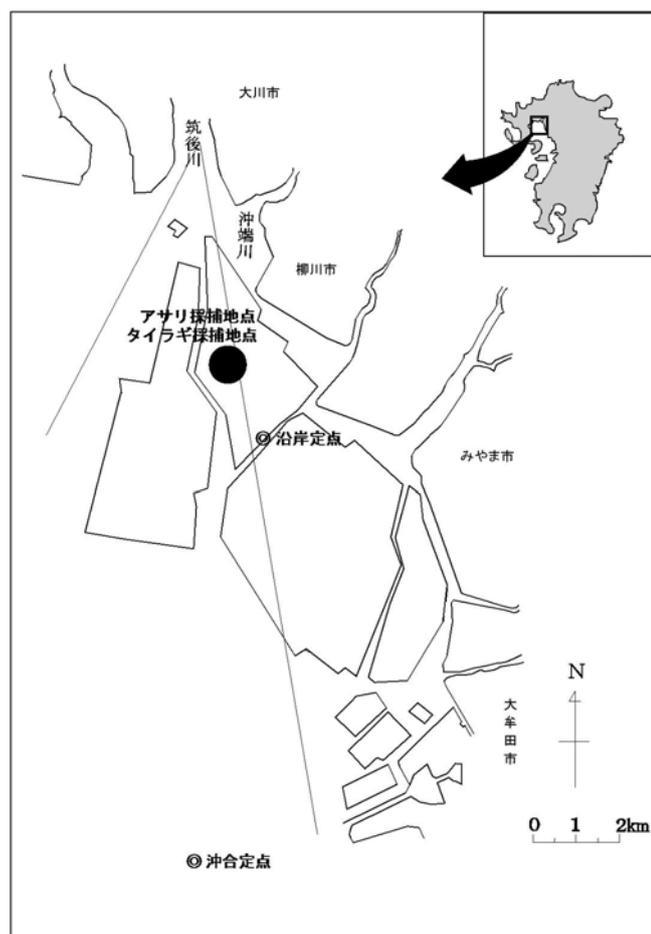 大川市
筑後川
沖端川
柳川市
アサリ採捕地点
タイラギ採捕地点
◎ 沿岸定点
みやま市
N
大牟田市
0 1 2km
◎ 沖合定点